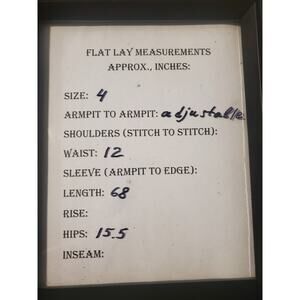 FLAT LAY MEASUREMENTS
APPROX., INCHES:
SIZE: 4
ARMPIT TO ARMPIT: adjustable
SHOULDERS (STITCH TO STITCH):
WAIST: 12
SLEEVE (ARMPIT TO EDGE):
LENGTH: 68
RISE:
HIPS: 15.5
INSEAM: